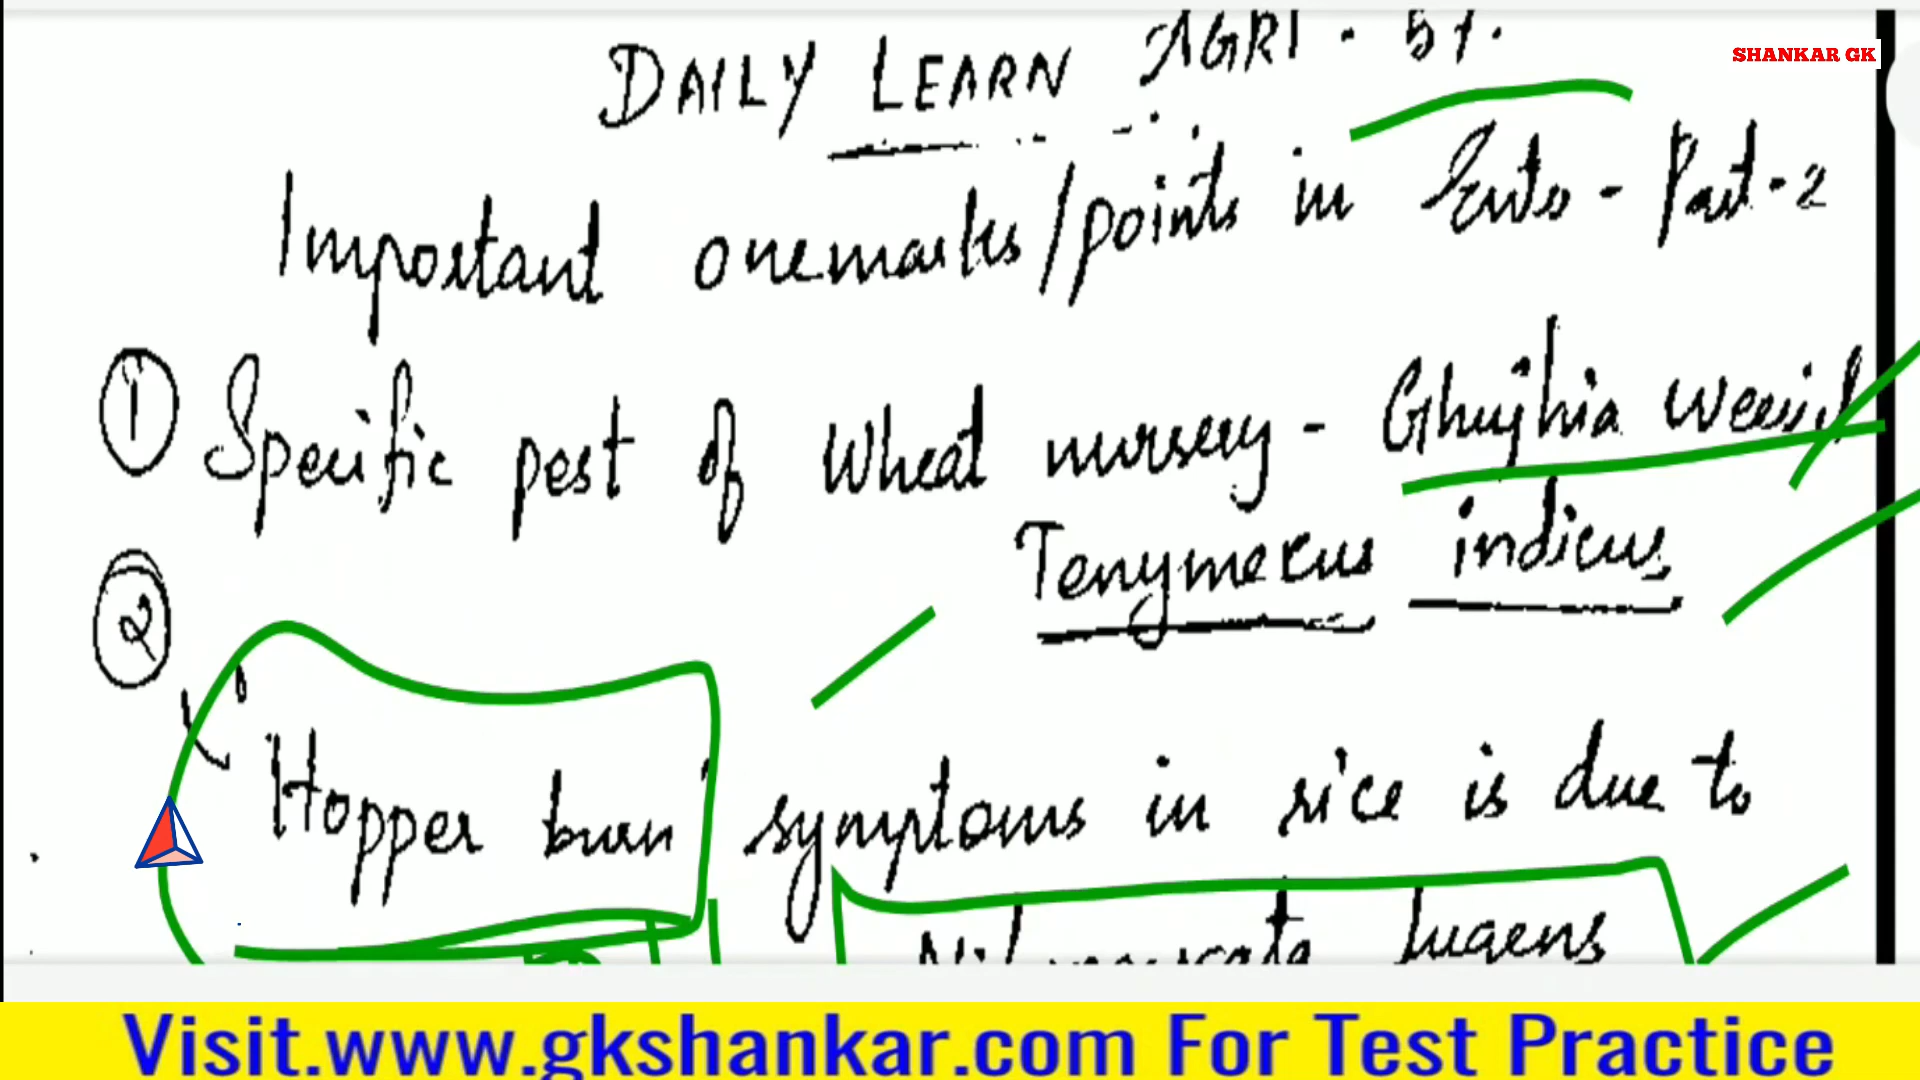 DAILY LEARN AGRI - 51.
SHANKAR GK
Important onemarks/points in Ento - Part-2
① Specific pest of wheat nursery - Ghujhia weevil
Tenymecus indicus
②
Hopper burn symptoms in rice is due to
lugens
Visit.www.gkshankar.com For Test Practice